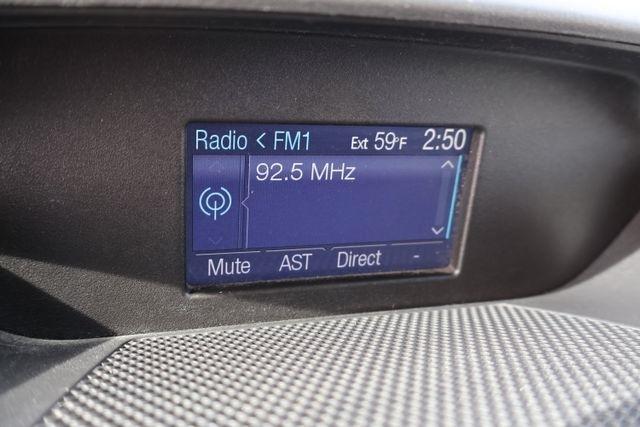 Radio < FM1 Ext 59°F 2:50
92.5 MHz
Mute AST Direct -